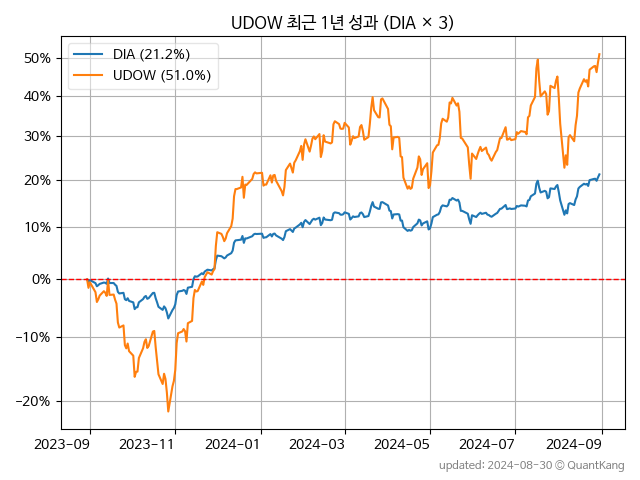 UDOW 최근 1년 성과 (DIA × 3)
DIA (21.2%)
UDOW (51.0%)
50%
40%
30%
20%
10%
0%
-10%
-20%
2023-09 2023-11 2024-01 2024-03 2024-05 2024-07 2024-09
updated: 2024-08-30 © QuantKang